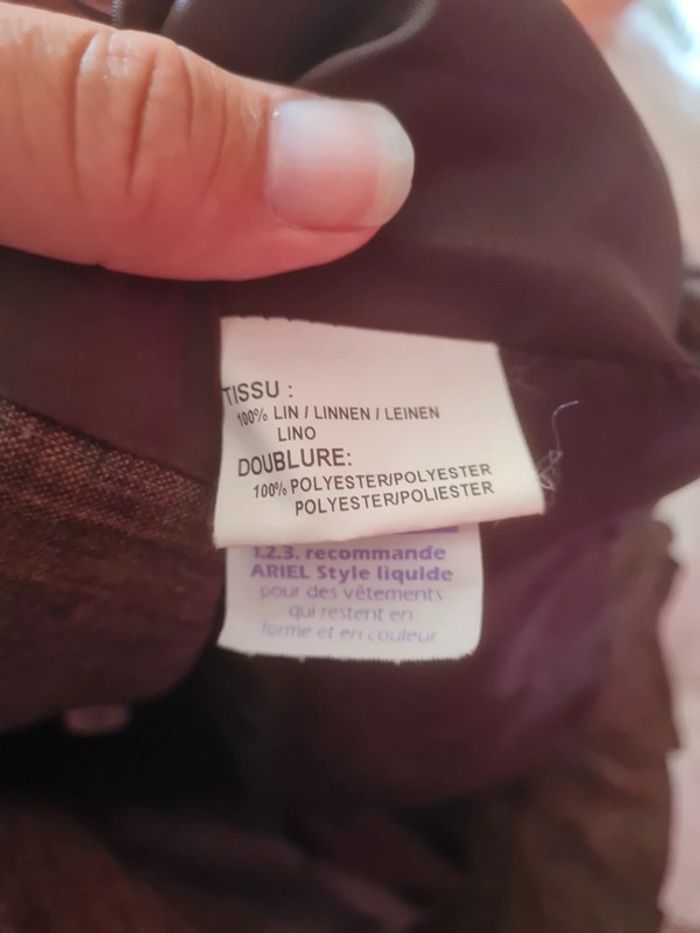 TISSU :
100% LIN / LINNEN / LEINEN
LINO
DOUBLURE:
100% POLYESTER/POLYESTER
POLYESTER/POLIESTER
1.2.3. recommande
ARIEL Style liquide
pour des vêtements
qui restent en
forme et en couleur